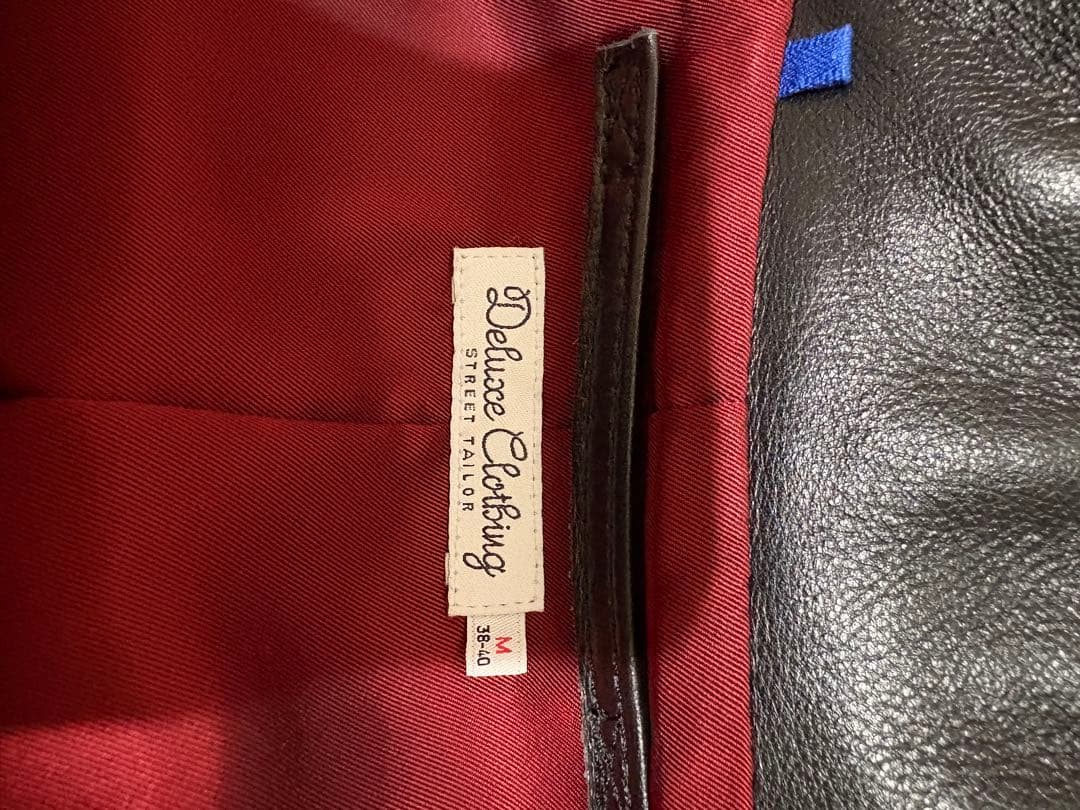 Deluxe Clothing
STREET TAILOR
M
38-40